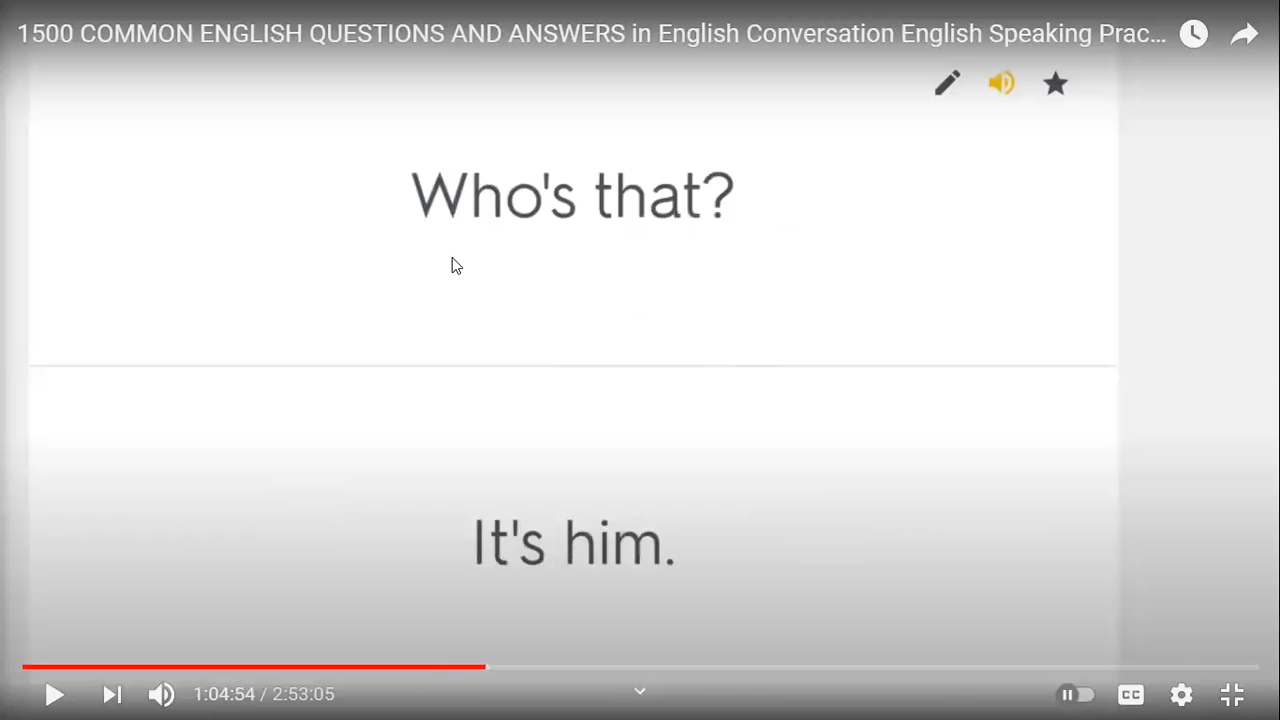 1500 COMMON ENGLISH QUESTIONS AND ANSWERS in English Conversation English Speaking Prac...
Who's that?
It's him.
1:04:54 / 2:53:05
CC